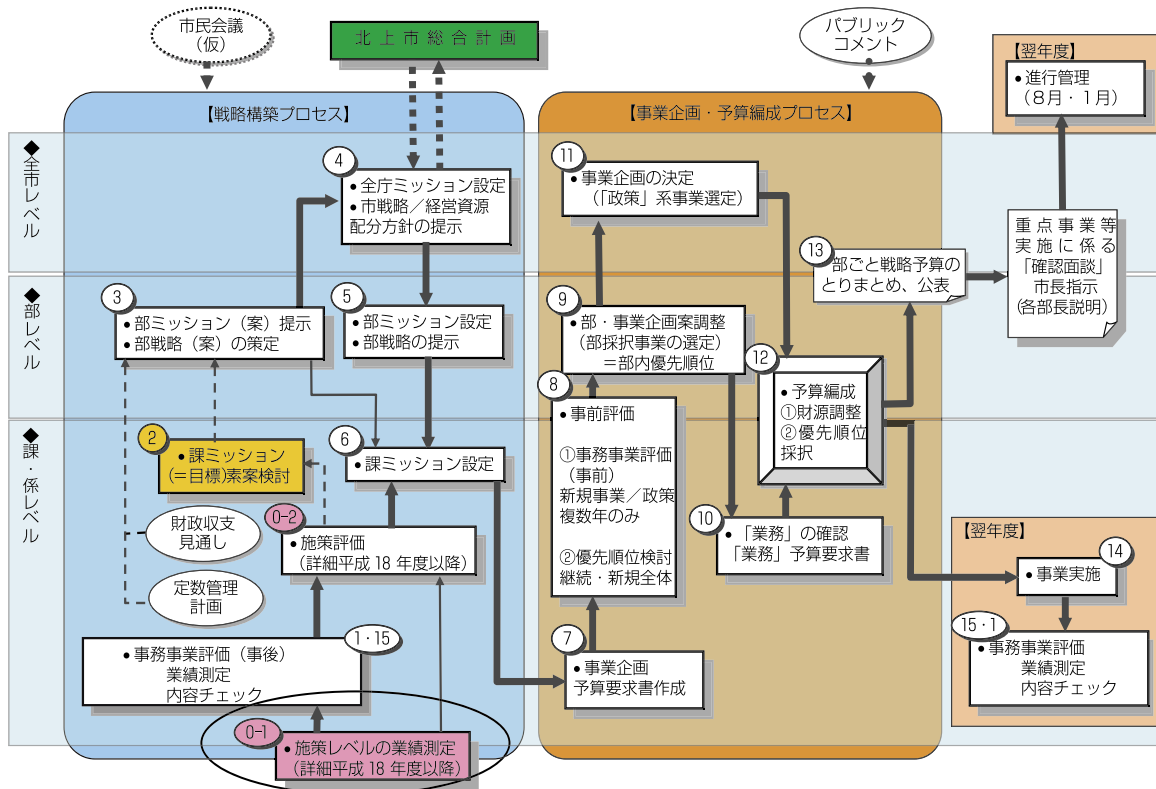 市民会議
（仮）
北上市総合計画
パブリック
コメント
【戦略構築プロセス】
【事業企画・予算編成プロセス】
【翌年度】
●進行管理
（８月・１月）
◆全市レベル
4
●全庁ミッション設定
●市戦略／経営資源
配分方針の提示
11
●事業企画の決定
（「政策」系事業選定）
13
部ごと戦略予算の
とりまとめ、公表
重点事業等
実施に係る
「確認面談」
市長指示
(各部長説明)
◆部レベル
3
●部ミッション（案）提示
●部戦略（案）の策定
5
●部ミッション設定
●部戦略の提示
9
●部・事業企画案調整
（部採択事業の選定）
＝部内優先順位
12
●予算編成
①財源調整
②優先順位
採択
8
●事前評価
①事務事業評価
（事前）
新規事業／政策
複数年のみ
②優先順位検討
継続・新規全体
◆課・係レベル
2
●課ミッション
(＝目標)素案検討
6
●課ミッション設定
財政収支
見通し
定数管理
計画
0-2
●施策評価
（詳細平成18年度以降）
10
●「業務」の確認
「業務」予算要求書
1・15
●事務事業評価（事後）
業績測定
内容チェック
7
●事業企画
予算要求書作成
0-1
●施策レベルの業績測定
（詳細平成18年度以降）
【翌年度】
14
●事業実施
15・1
●事務事業評価
業績測定
内容チェック